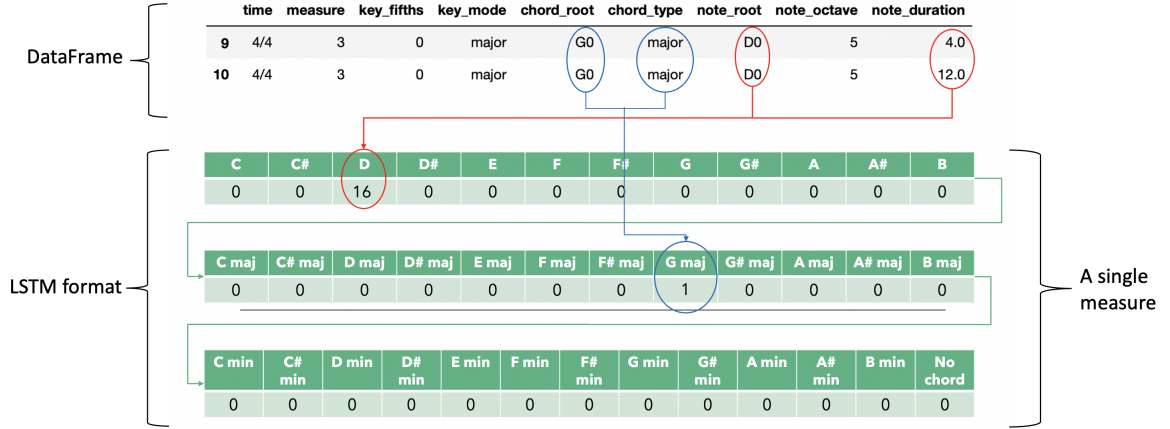 time measure key_fifths key_mode chord_root chord_type note_root note_octave note_duration
9 4/4 3 0 major G0 major D0 5 4.0
DataFrame
10 4/4 3 0 major G0 major D0 5 12.0
C C# D D# E F F# G G# A A# B
0 0 16 0 0 0 0 0 0 0 0 0
C maj C# maj D maj D# maj E maj F maj F# maj G maj G# maj A maj A# maj B maj
0 0 0 0 0 0 0 1 0 0 0 0
LSTM format
A single
measure
C min C# min D min D# min E min F min F# min G min G# min A min A# min B min No chord
0 0 0 0 0 0 0 0 0 0 0 0 0